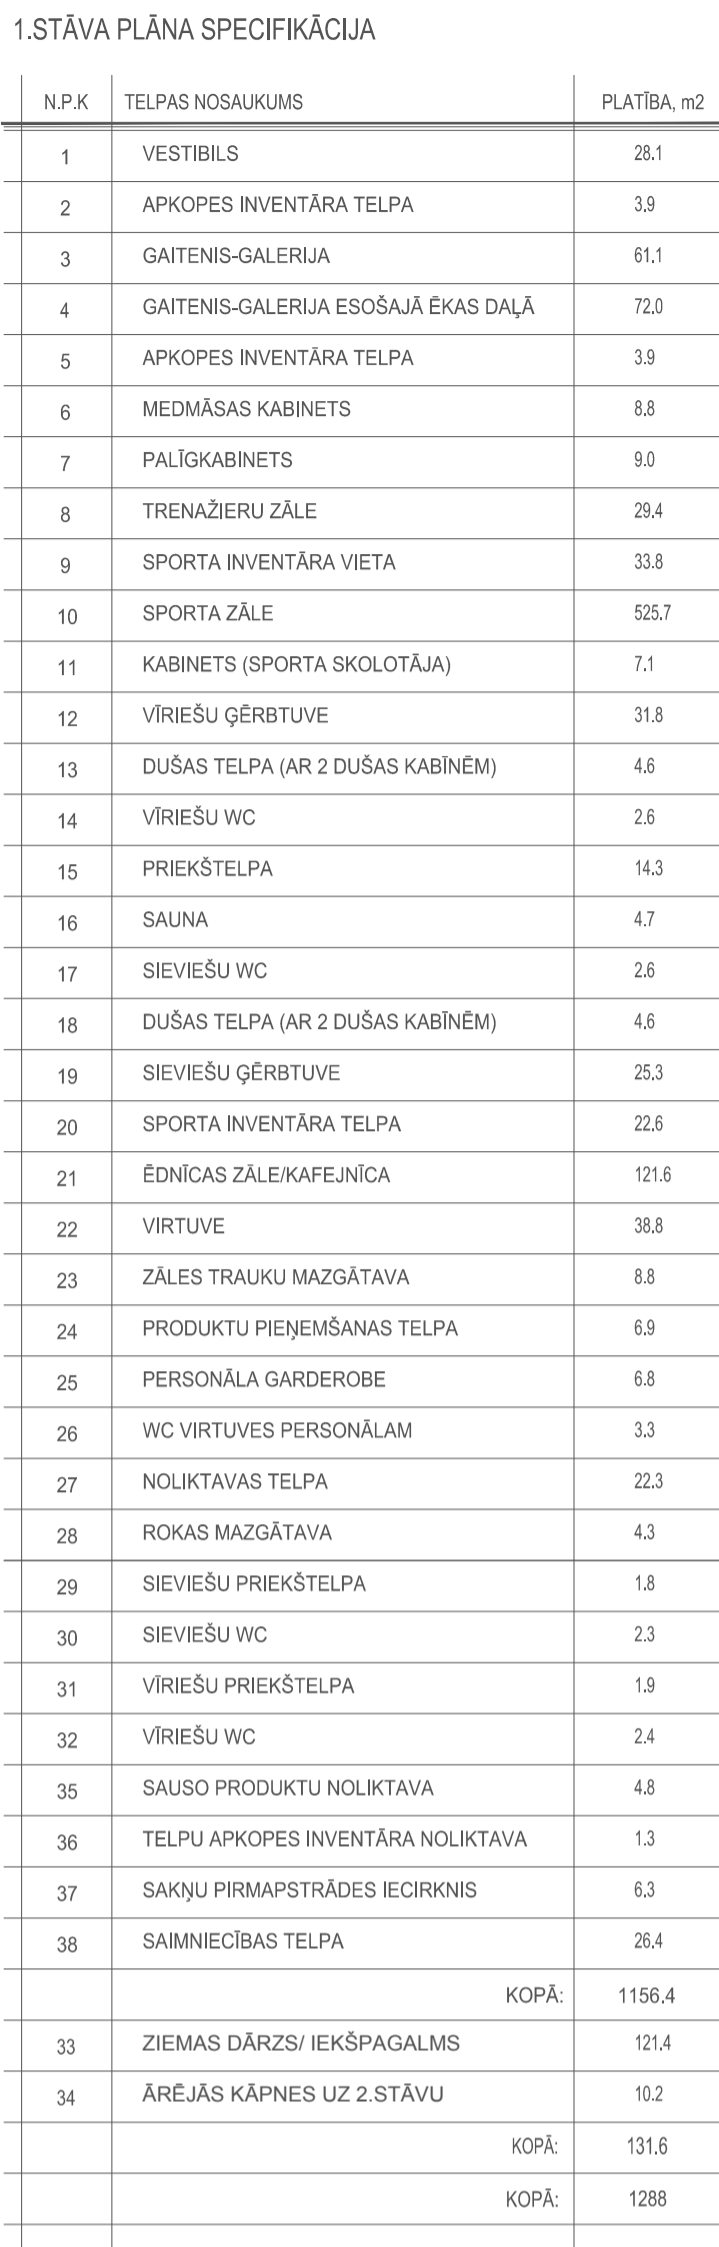 1.STĀVA PLĀNA SPECIFIKĀCIJA
N.P.K TELPAS NOSAUKUMS PLATĪBA, m2
1 VESTIBILS 28.1
2 APKOPES INVENTĀRA TELPA 3.9
3 GAITENIS-GALERIJA 61.1
4 GAITENIS-GALERIJA ESOŠAJĀ ĒKAS DAĻĀ 72.0
5 APKOPES INVENTĀRA TELPA 3.9
6 MEDMĀSAS KABINETS 8.8
7 PALĪGKABINETS 9.0
8 TRENAŽIERU ZĀLE 29.4
9 SPORTA INVENTĀRA VIETA 33.8
10 SPORTA ZĀLE 525.7
11 KABINETS (SPORTA SKOLOTĀJA) 7.1
12 VĪRIEŠU ĢĒRBTUVE 31.8
13 DUŠAS TELPA (AR 2 DUŠAS KABĪNĒM) 4.6
14 VĪRIEŠU WC 2.6
15 PRIEKŠTELPA 14.3
16 SAUNA 4.7
17 SIEVIEŠU WC 2.6
18 DUŠAS TELPA (AR 2 DUŠAS KABĪNĒM) 4.6
19 SIEVIEŠU ĢĒRBTUVE 25.3
20 SPORTA INVENTĀRA TELPA 22.6
21 ĒDNĪCAS ZĀLE/KAFEJNĪCA 121.6
22 VIRTUVE 38.8
23 ZĀLES TRAUKU MAZGĀTAVA 8.8
24 PRODUKTU PIEŅEMŠANAS TELPA 6.9
25 PERSONĀLA GARDEROBE 6.8
26 WC VIRTUVES PERSONĀLAM 3.3
27 NOLIKTAVAS TELPA 22.3
28 ROKAS MAZGĀTAVA 4.3
29 SIEVIEŠU PRIEKŠTELPA 1.8
30 SIEVIEŠU WC 2.3
31 VĪRIEŠU PRIEKŠTELPA 1.9
32 VĪRIEŠU WC 2.4
35 SAUSO PRODUKTU NOLIKTAVA 4.8
36 TELPU APKOPES INVENTĀRA NOLIKTAVA 1.3
37 SAKŅU PIRMAPSTRĀDES IECIRKNIS 6.3
38 SAIMNIECĪBAS TELPA 26.4
KOPĀ: 1156.4
33 ZIEMAS DĀRZS/ IEKŠPAGALMS 121.4
34 ĀRĒJĀS KĀPNES UZ 2.STĀVU 10.2
KOPĀ: 131.6
KOPĀ: 1288